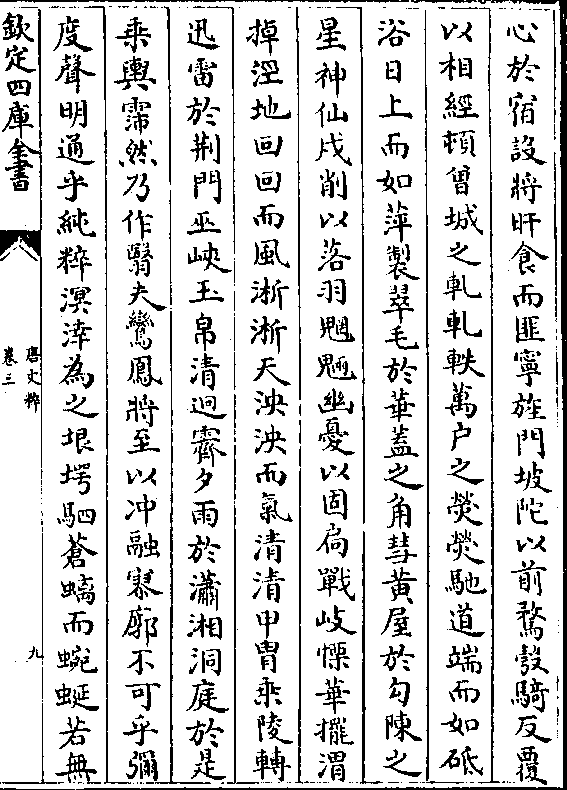 心於宿設將旰食而匪寧旌門坡陀以前騖彀騎反覆
以相經頓曾城之軋軋軼萬户之熒熒馳道端而如砥
浴日上而如萍製翠毛於華蓋之角彗黃屋於勾陳之
星神仙戍削以落羽魍魎幽憂以固扃戰岐慄華擺渭
掉涇地回回而風淅淅天泱泱而氣清清甲胄乘陵轉
迅雷於荆門巫峽玉帛清迥霽夕雨於瀟湘洞庭於是
乘輿霈然乃作翳夫鸞鳳將至以冲融寥廓不可乎彌
度聲明通乎純粹溟涬為之垠堮駟蒼螭而蜿蜒若無
欽定四庫全書
唐文粹
卷三
九